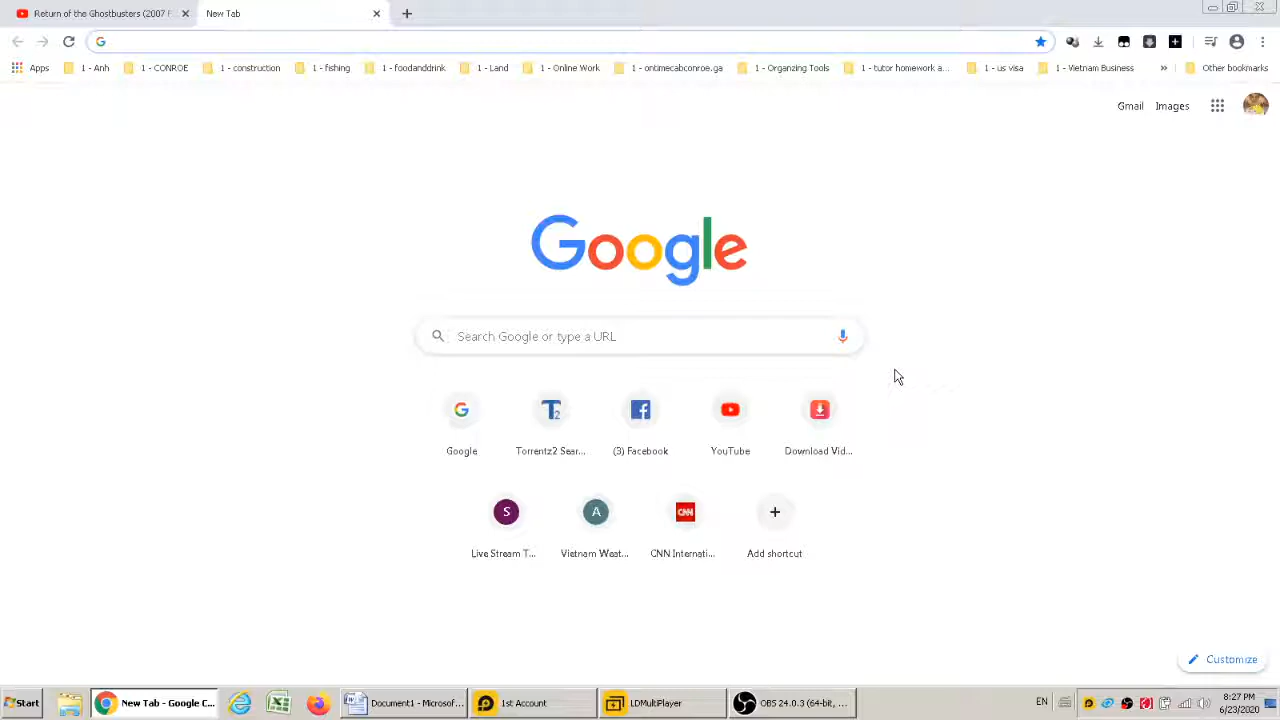 Return of the Ghostbusters (2007 F
New Tab
Apps
1 - Anh
1 - CONROE
1 - construction
1 - fishing
1 - foodanddrink
1 - Land
1 - Online Work
1 - ontimecabconroe.ga
1 - Organzing Tools
1 - tutor homework a...
1 - us visa
1 - Vietnam Business
»
Other bookmarks
Gmail
Images
Google
Search Google or type a URL
Google
Torrentz2 Sear...
(3) Facebook
YouTube
Download Vid...
S
A
CNN
Live Stream T...
Vietnam West...
CNN Internati...
Add shortcut
Customize
Start
New Tab - Google C...
Document1 - Microsof...
1st Account
LDMultiPlayer
OBS 24.0.3 (64-bit, ...
EN
8:27 PM
6/23/2020